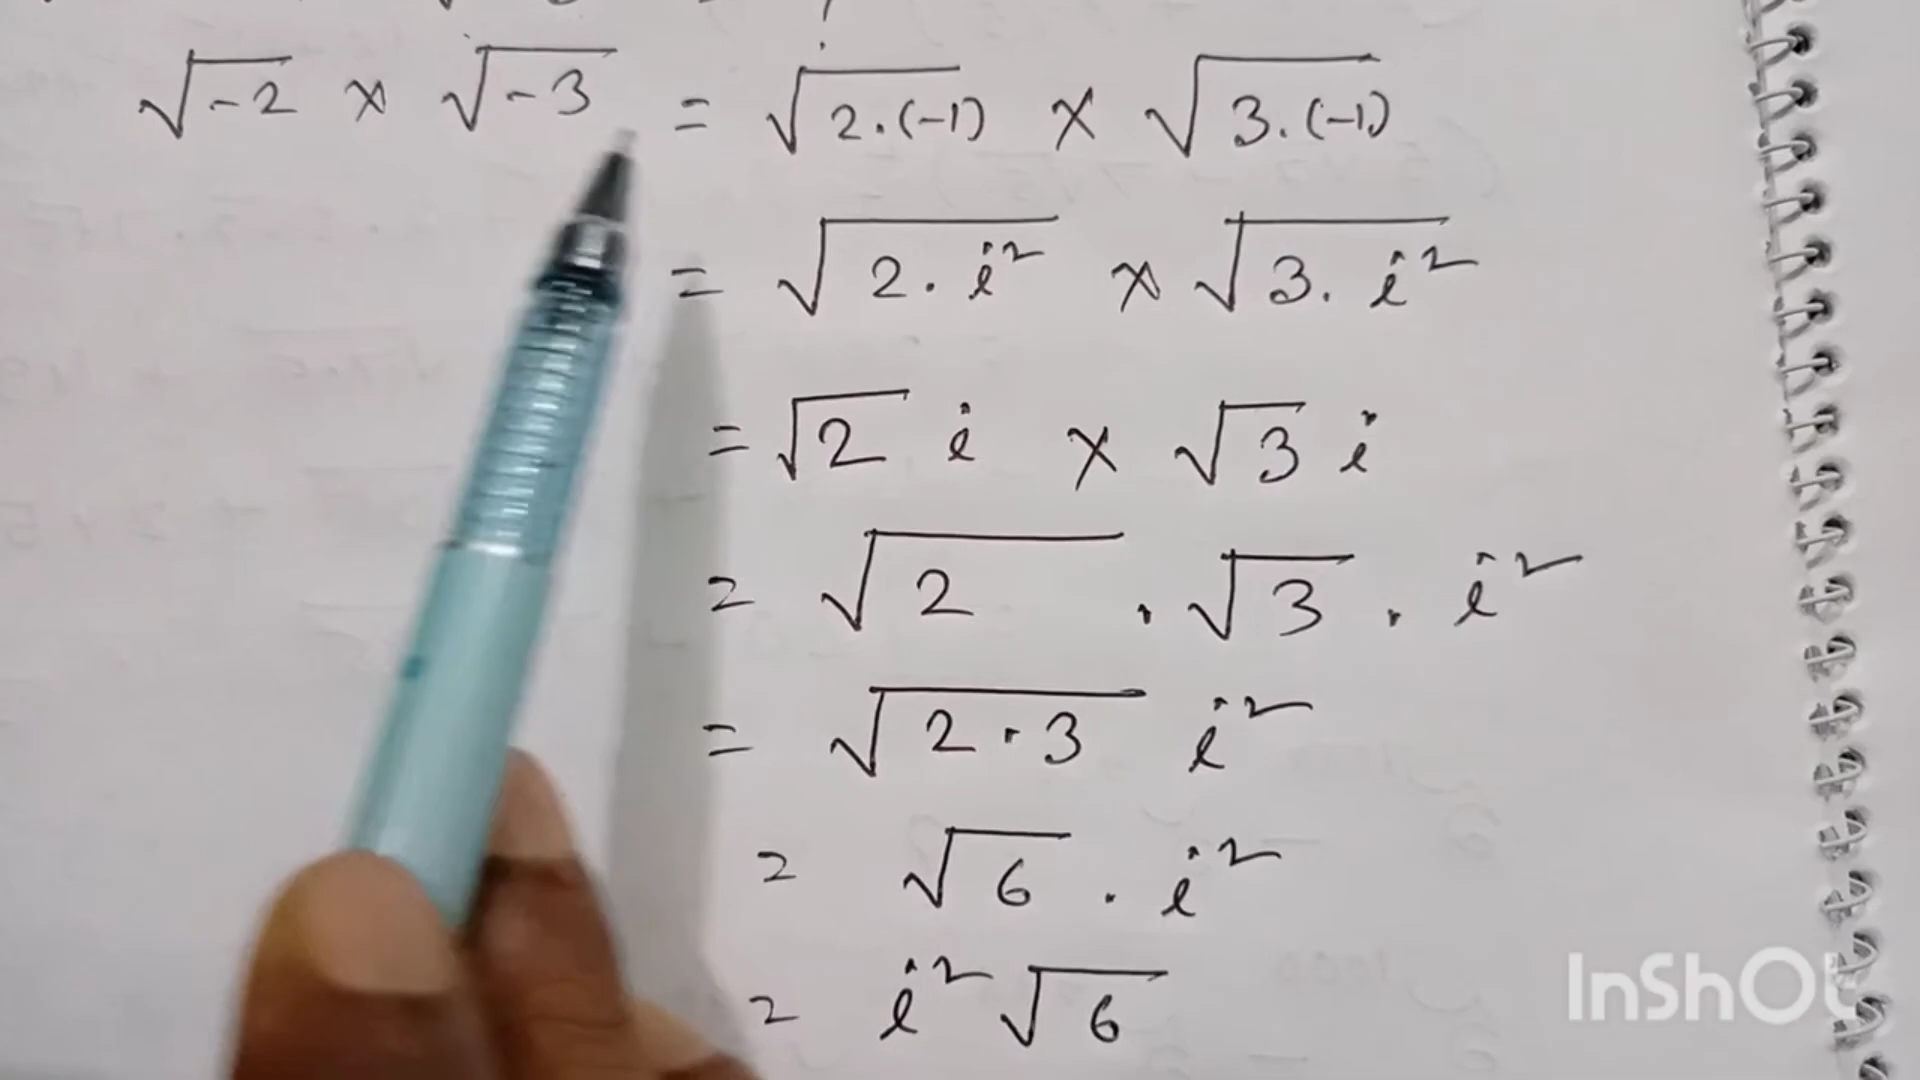 √-2 × √-3 = √2.(-1) × √3.(-1)
= √2. i² × √3. i²
= √2 i × √3 i
= √2 . √3 . i²
= √2·3 i²
= √6 . i²
= i² √6
InShOt